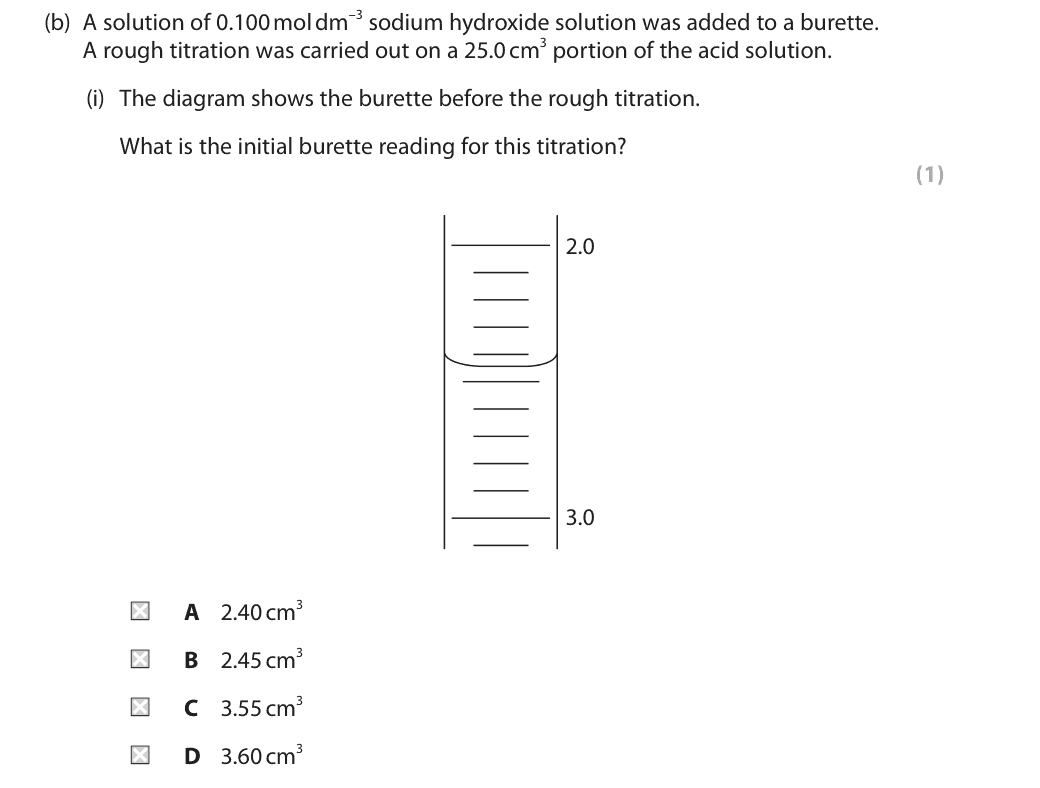 (b) A solution of 0.100 mol dm⁻³ sodium hydroxide solution was added to a burette.
A rough titration was carried out on a 25.0 cm³ portion of the acid solution.
(i) The diagram shows the burette before the rough titration.
What is the initial burette reading for this titration?
(1)
2.0
3.0
A 2.40 cm³
B 2.45 cm³
C 3.55 cm³
D 3.60 cm³